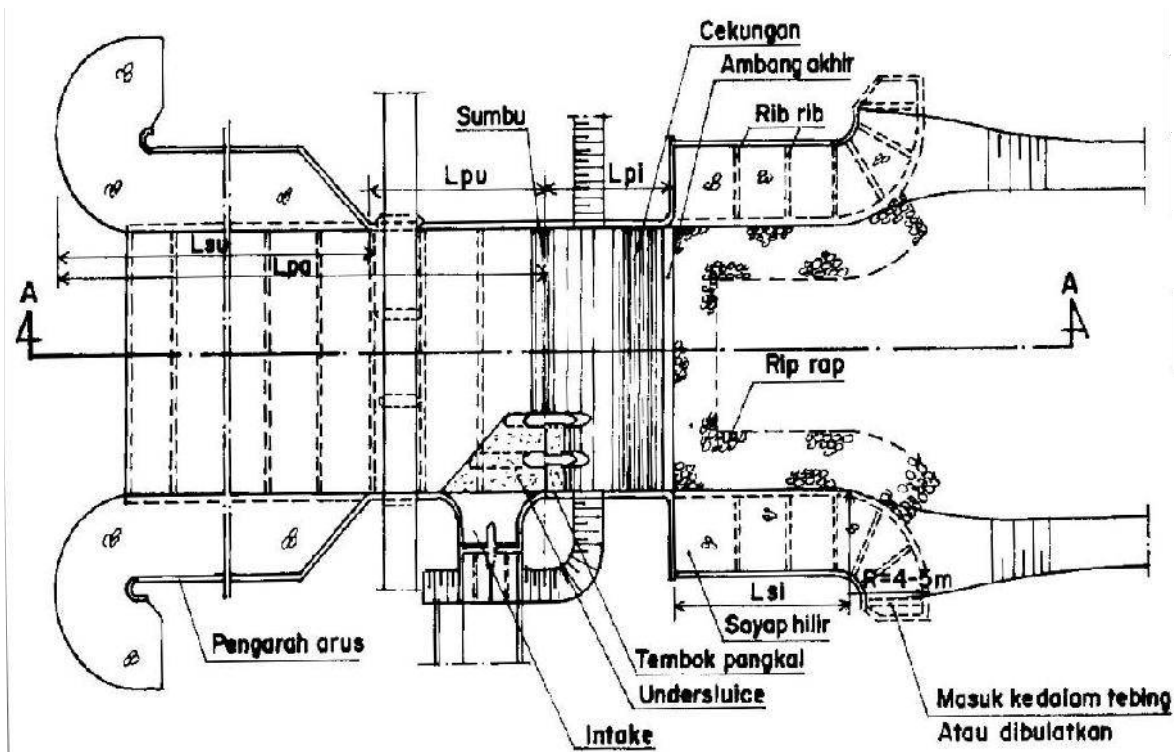 Cekungan
Ambang akhir
Sumbu
Rib rib
Lpu
Lpi
Lsu
Lpa
A
A
Rip rap
R=4-5m
Lsi
Sayap hilir
Pengarah arus
Tembok pangkal
Undersluice
Intake
Masuk kedalam tebing
Atau dibulatkan